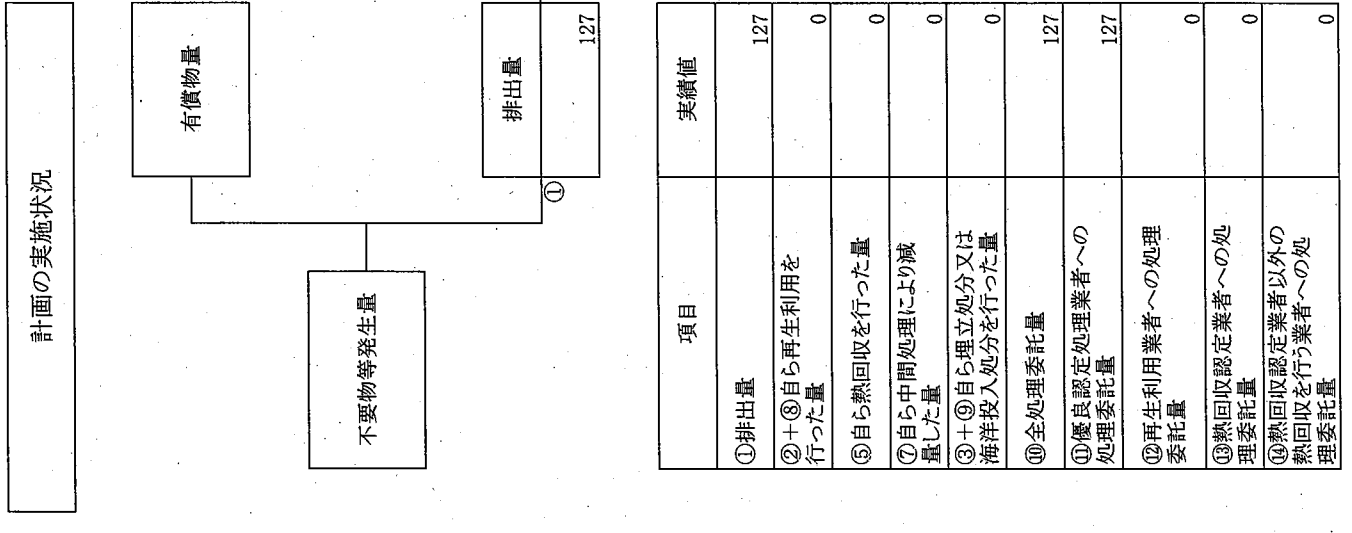 計画の実施状況
有償物量
不要物等発生量
排出量
①
127
項目
実績値
①排出量
127
②＋⑧自ら再生利用を
行った量
0
⑤自ら熱回収を行った量
0
⑦自ら中間処理により減
量した量
0
③＋⑨自ら埋立処分又は
海洋投入処分を行った量
0
⑩全処理委託量
127
⑪優良認定処理業者への
処理委託量
127
⑫再生利用業者への処理
委託量
0
⑬熱回収認定業者への処
理委託量
0
⑭熱回収認定業者以外の
熱回収を行う業者への処
理委託量
0